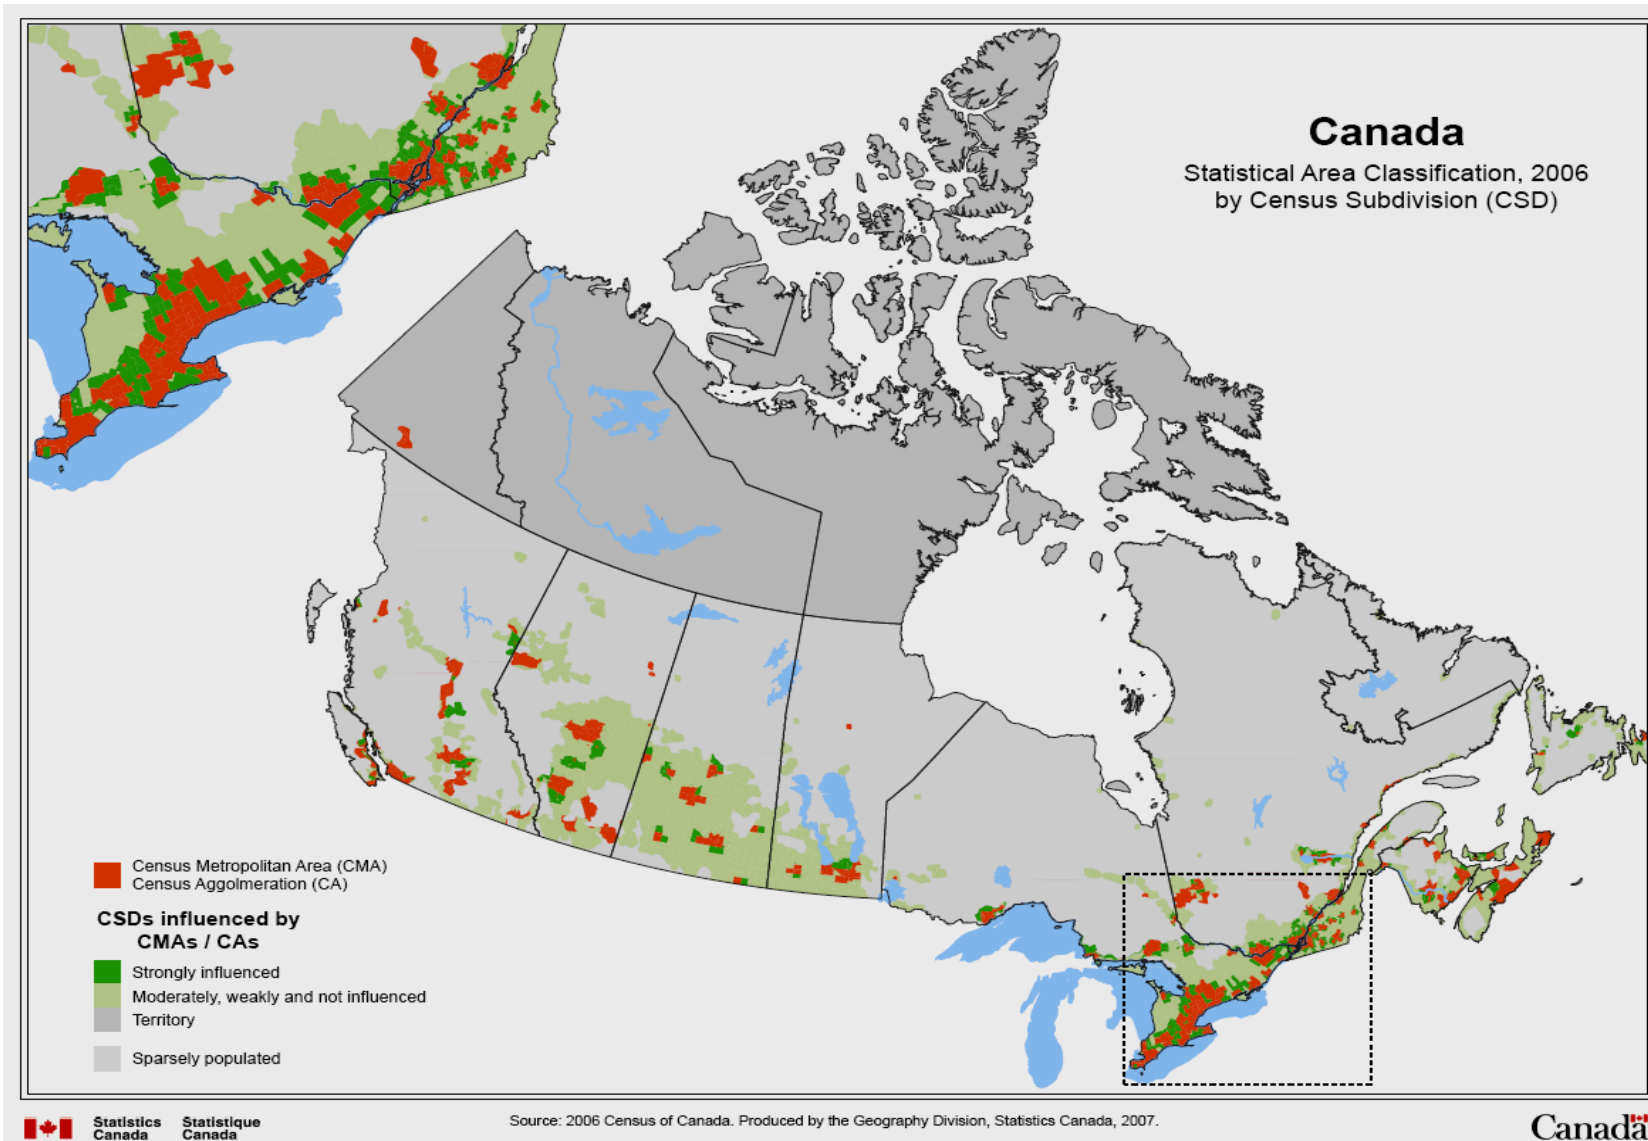 Canada
Statistical Area Classification, 2006
by Census Subdivision (CSD)
Census Metropolitan Area (CMA)
Census Aggolmeration (CA)
CSDs influenced by
CMAs / CAs
Strongly influenced
Moderately, weakly and not influenced
Territory
Sparsely populated
Statistics Statistique
Canada Canada
Source: 2006 Census of Canada. Produced by the Geography Division, Statistics Canada, 2007.
Canada